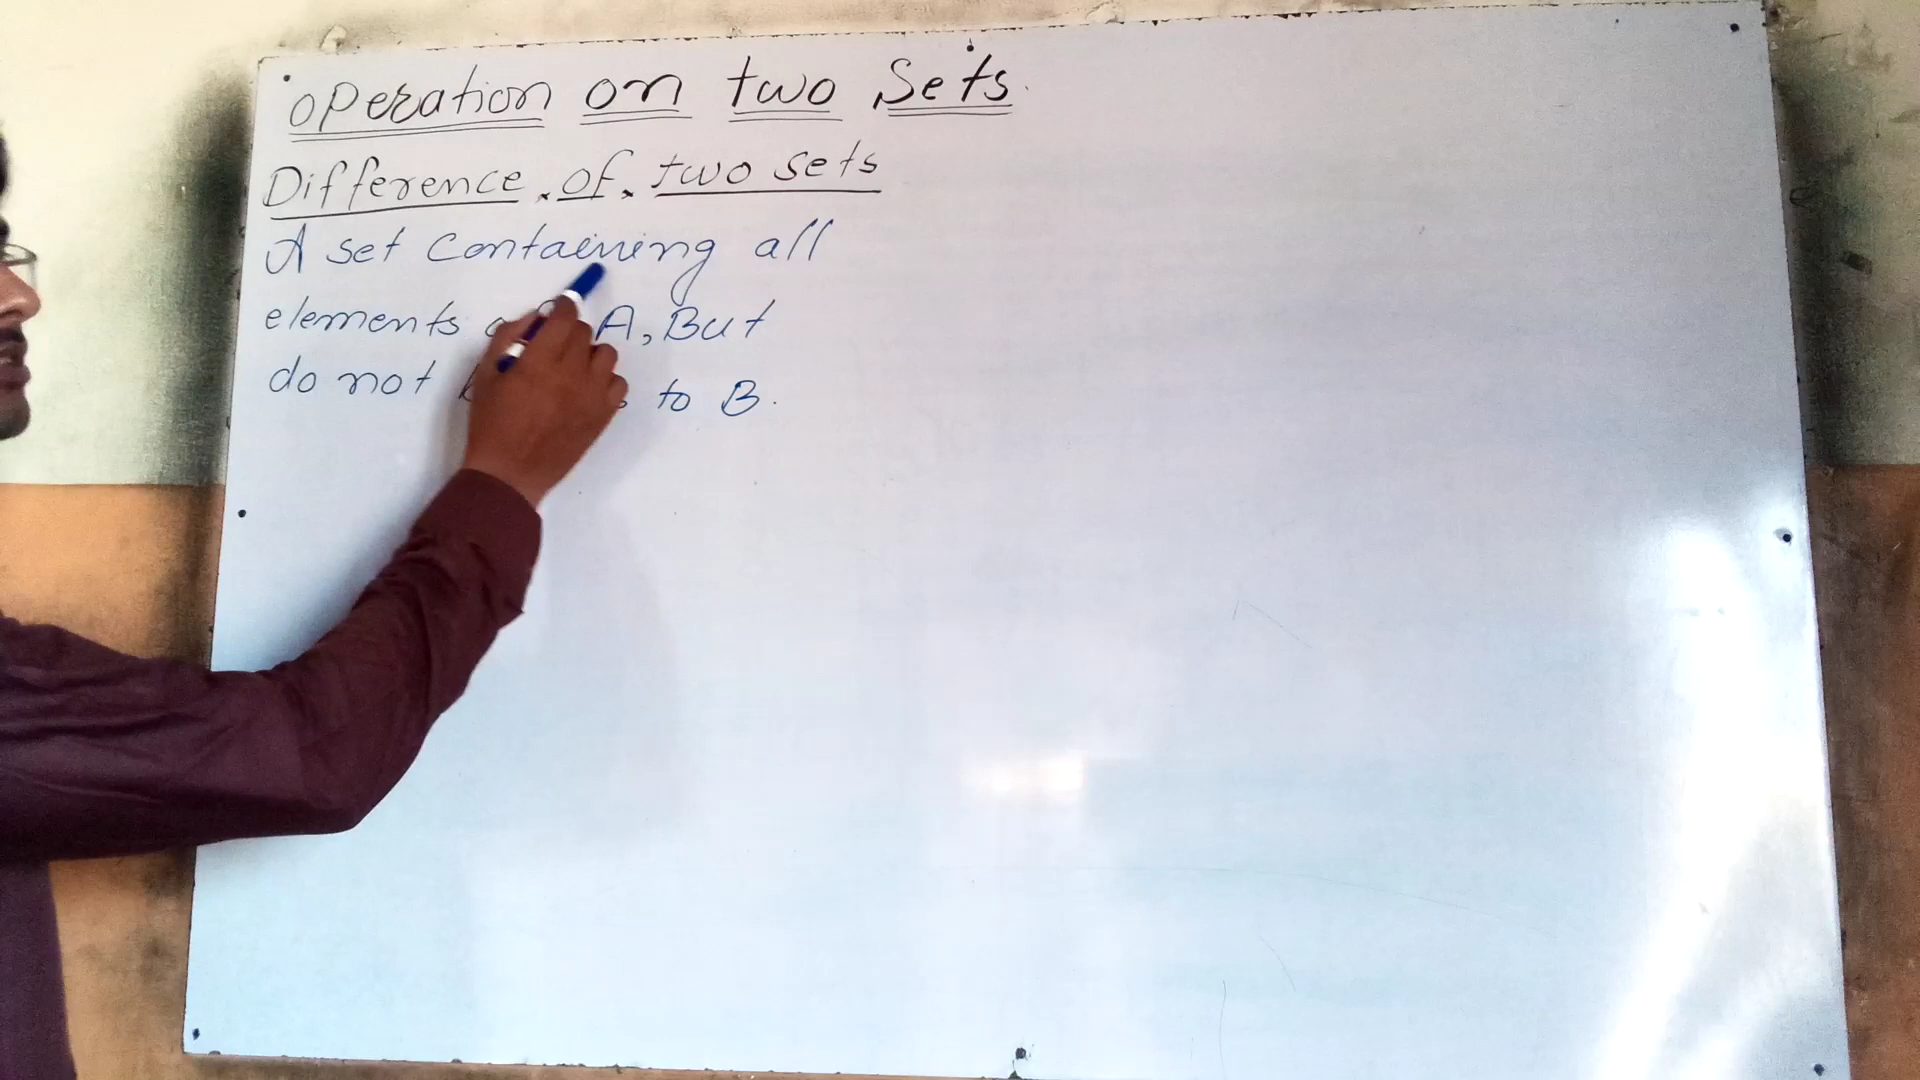 operation on two Sets.
Difference of two sets
A set containing all
elements A, But
do not to B.